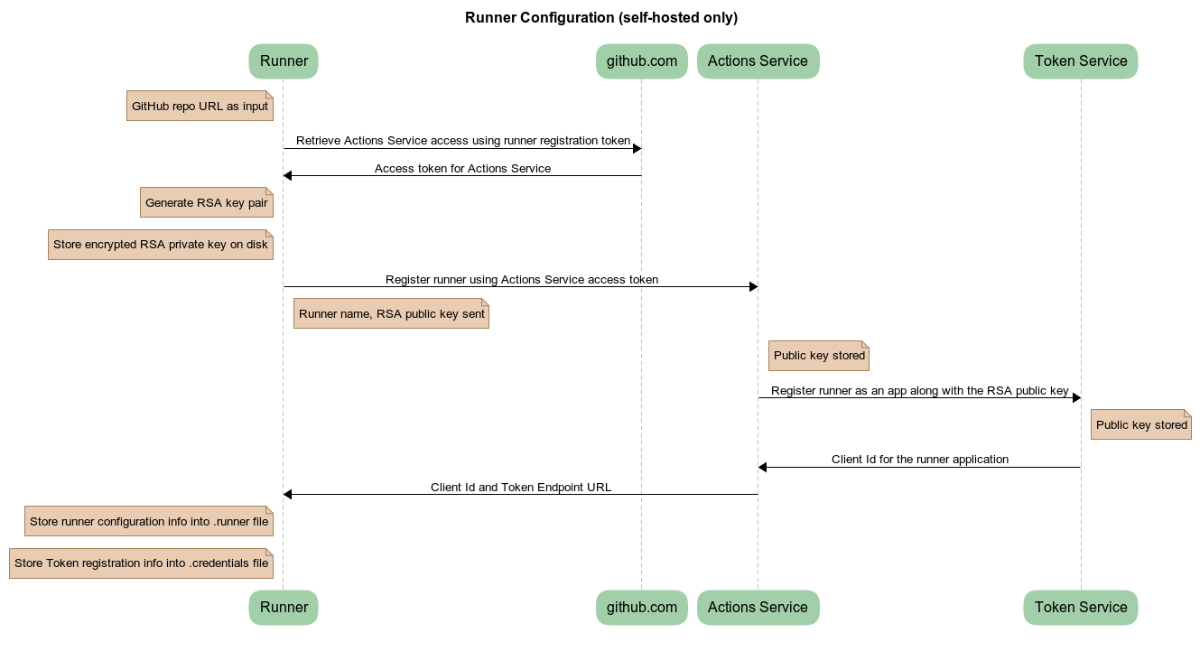 Runner Configuration (self-hosted only)
Runner
github.com
Actions Service
Token Service
GitHub repo URL as input
Retrieve Actions Service access using runner registration token
Access token for Actions Service
Generate RSA key pair
Store encrypted RSA private key on disk
Register runner using Actions Service access token
Runner name, RSA public key sent
Public key stored
Register runner as an app along with the RSA public key
Public key stored
Client Id for the runner application
Client Id and Token Endpoint URL
Store runner configuration info into .runner file
Store Token registration info into .credentials file
Runner
github.com
Actions Service
Token Service